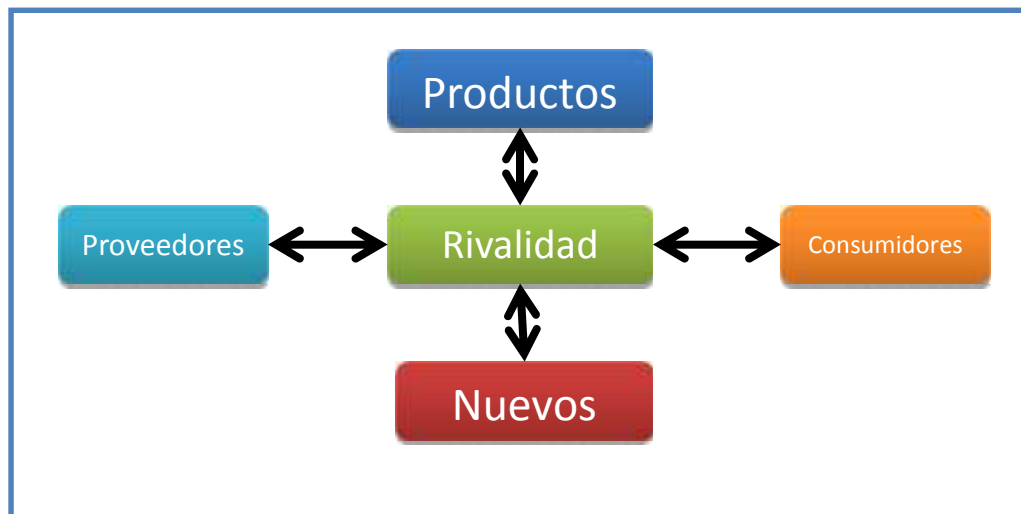 Productos
Proveedores
Rivalidad
Consumidores
Nuevos